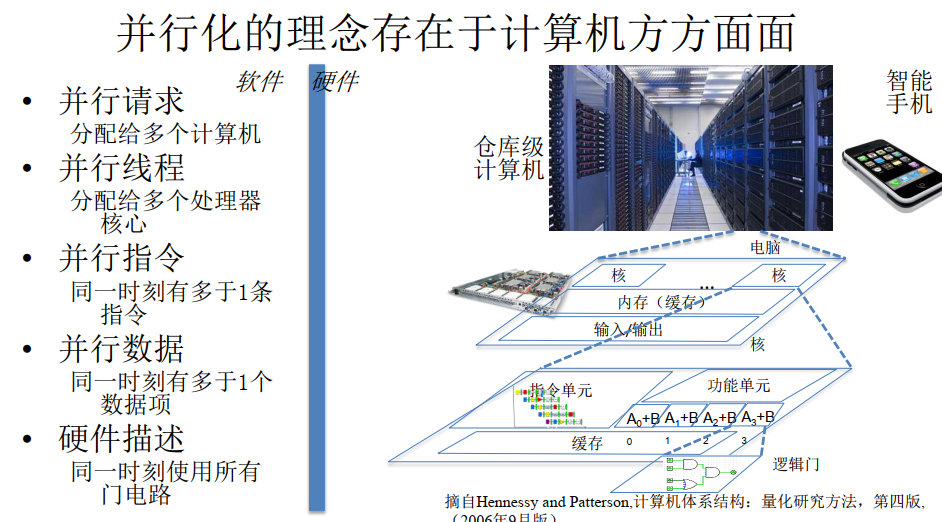 并行化的理念存在于计算机方方面面
软件 硬件
• 并行请求
分配给多个计算机
• 并行线程
分配给多个处理器
核心
• 并行指令
同一时刻有多于1条
指令
• 并行数据
同一时刻有多于1个
数据项
• 硬件描述
同一时刻使用所有
门电路
仓库级
计算机
智能
手机
电脑
核 ... 核
内存（缓存）
输入/输出
核
指令单元
功能单元
A0+B A1+B A2+B A3+B
0 1 2 3
缓存
逻辑门
摘自Hennessy and Patterson,计算机体系结构：量化研究方法，第四版,
（2006年9月版）